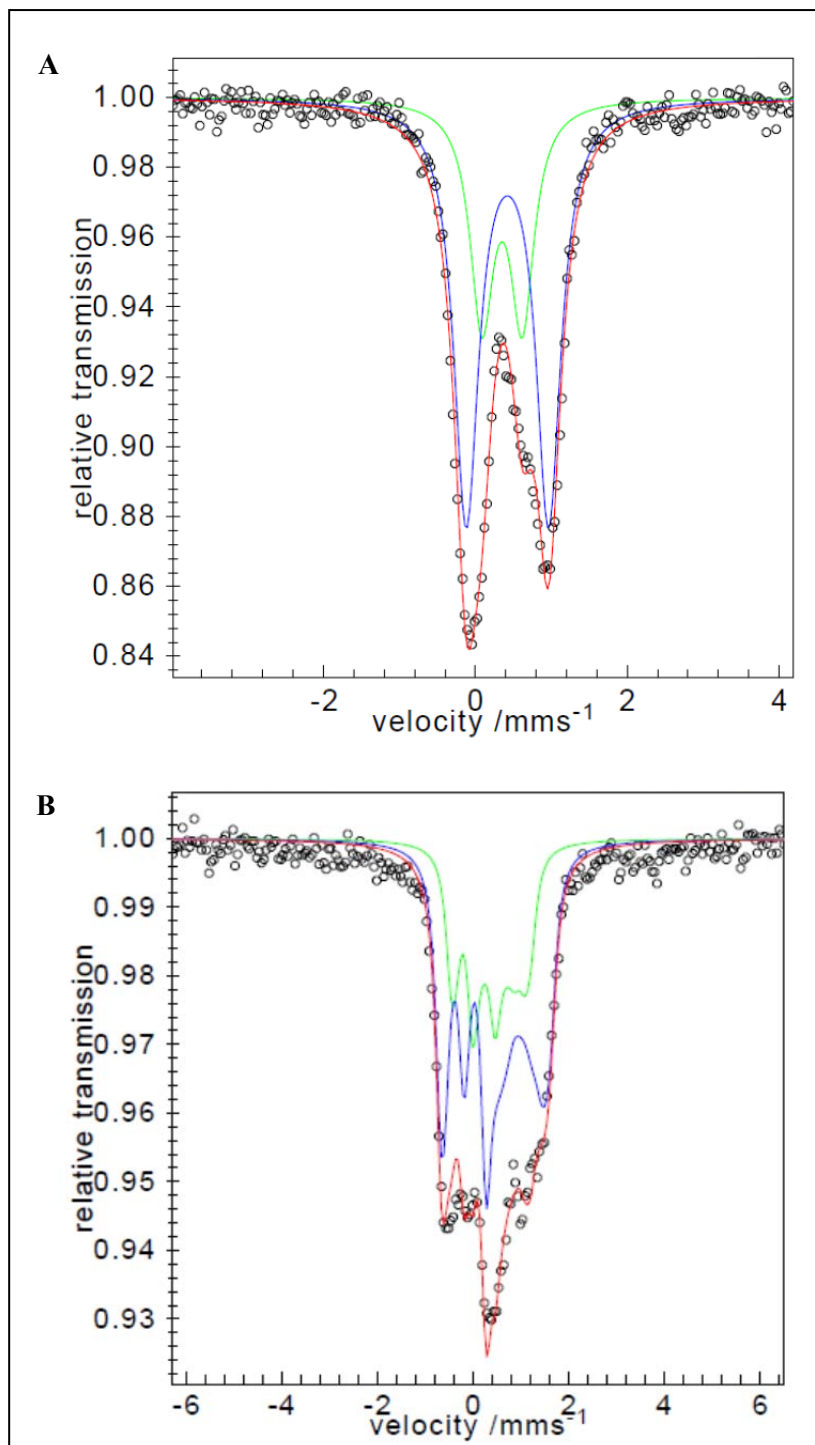 A
1.00
0.98
0.96
0.94
0.92
0.90
0.88
0.86
0.84
relative transmission
-2 0 2 4
velocity /mms-1
B
1.00
0.99
0.98
0.97
0.96
0.95
0.94
0.93
relative transmission
-6 -4 -2 0 2 4 6
velocity /mms-1